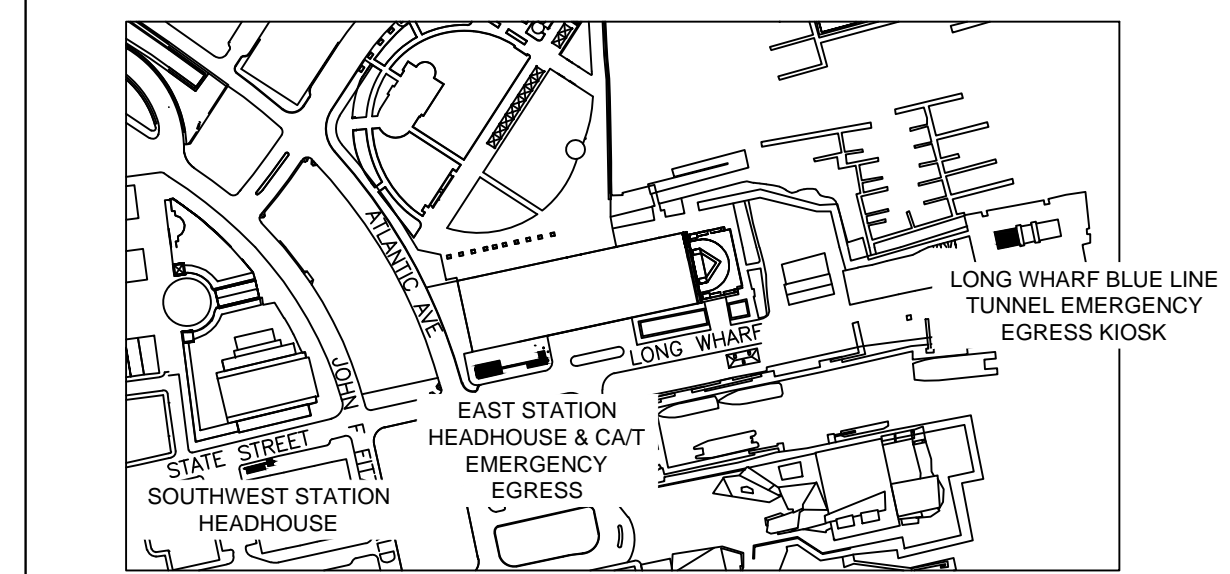 ATLANTIC AVE
LONG WHARF BLUE LINE
TUNNEL EMERGENCY
EGRESS KIOSK
LONG WHARF
JOHN F
EAST STATION
HEADHOUSE & CA/T
EMERGENCY
EGRESS
STATE STREET
SOUTHWEST STATION
HEADHOUSE